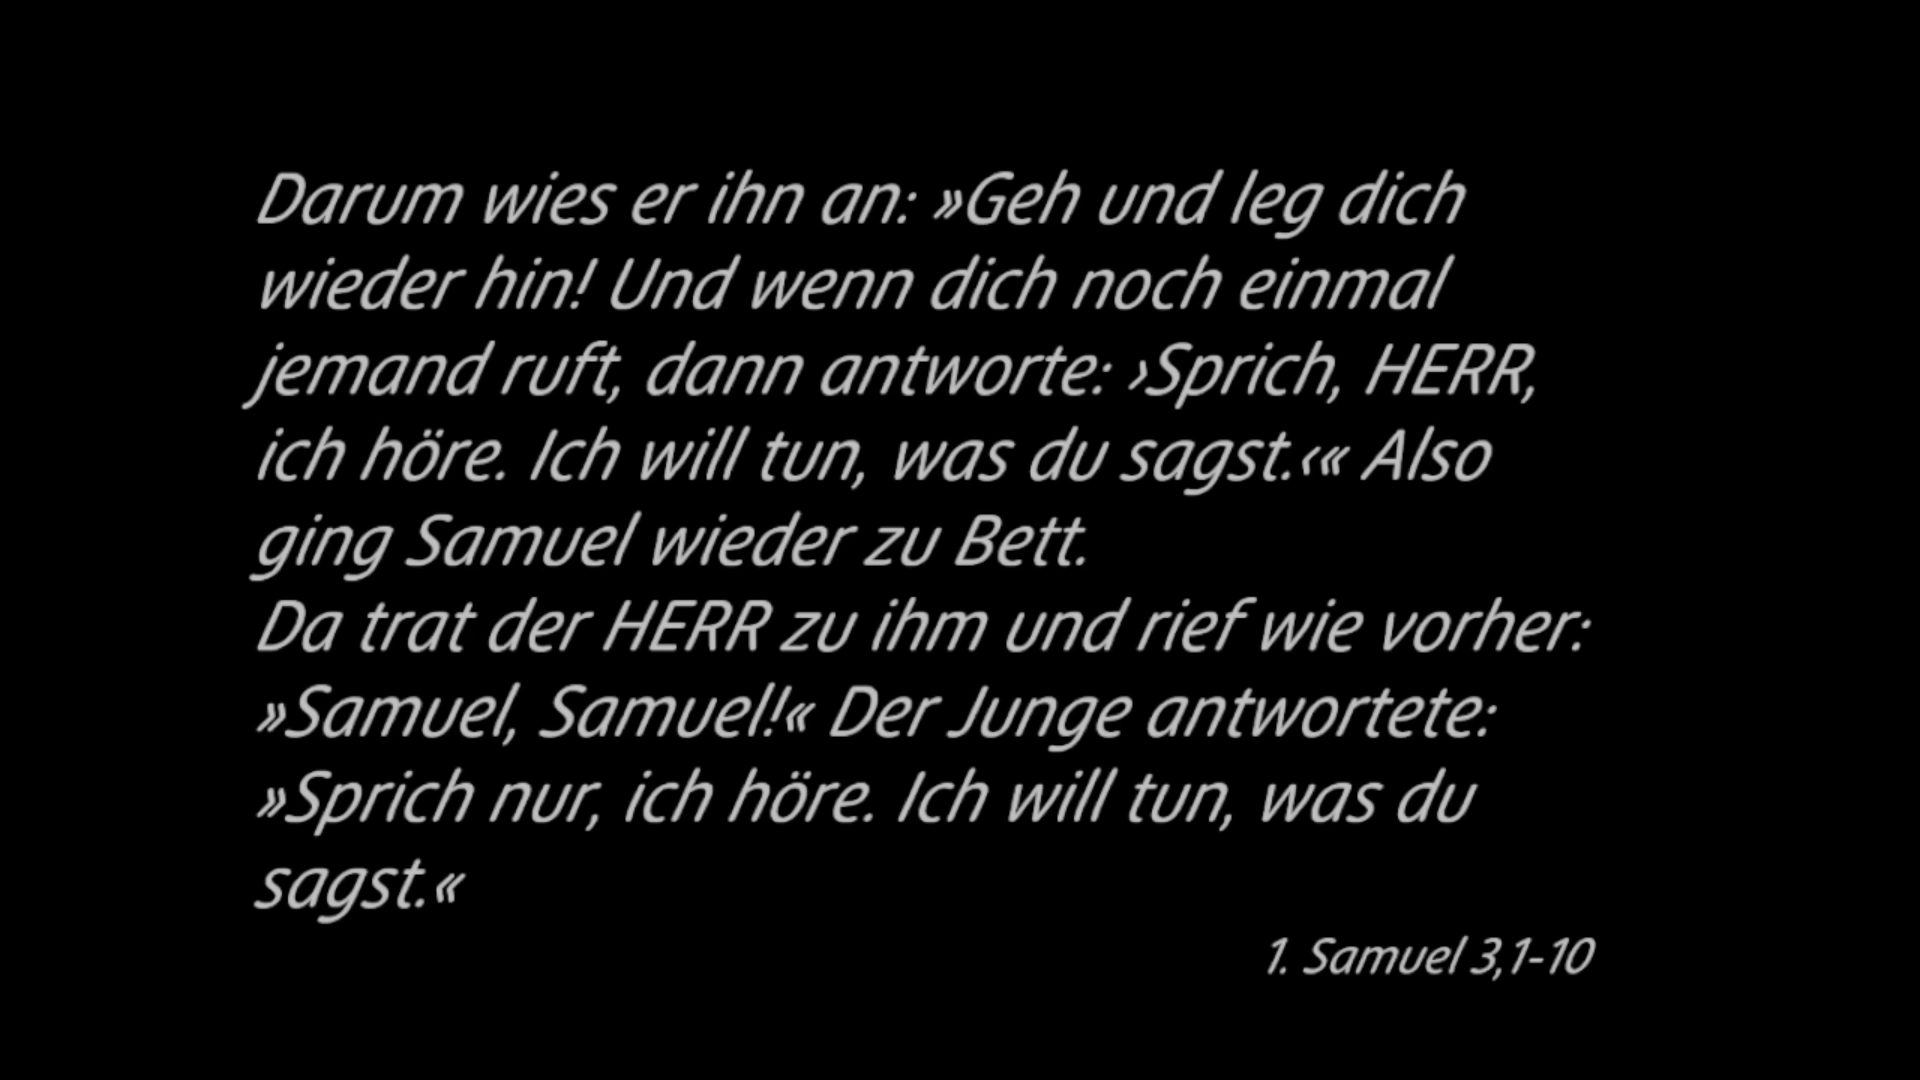 Darum wies er ihn an: »Geh und leg dich
wieder hin! Und wenn dich noch einmal
jemand ruft, dann antworte: ›Sprich, HERR,
ich höre. Ich will tun, was du sagst.‹« Also
ging Samuel wieder zu Bett.
Da trat der HERR zu ihm und rief wie vorher:
»Samuel, Samuel!« Der Junge antwortete:
»Sprich nur, ich höre. Ich will tun, was du
sagst.«
1. Samuel 3,1-10